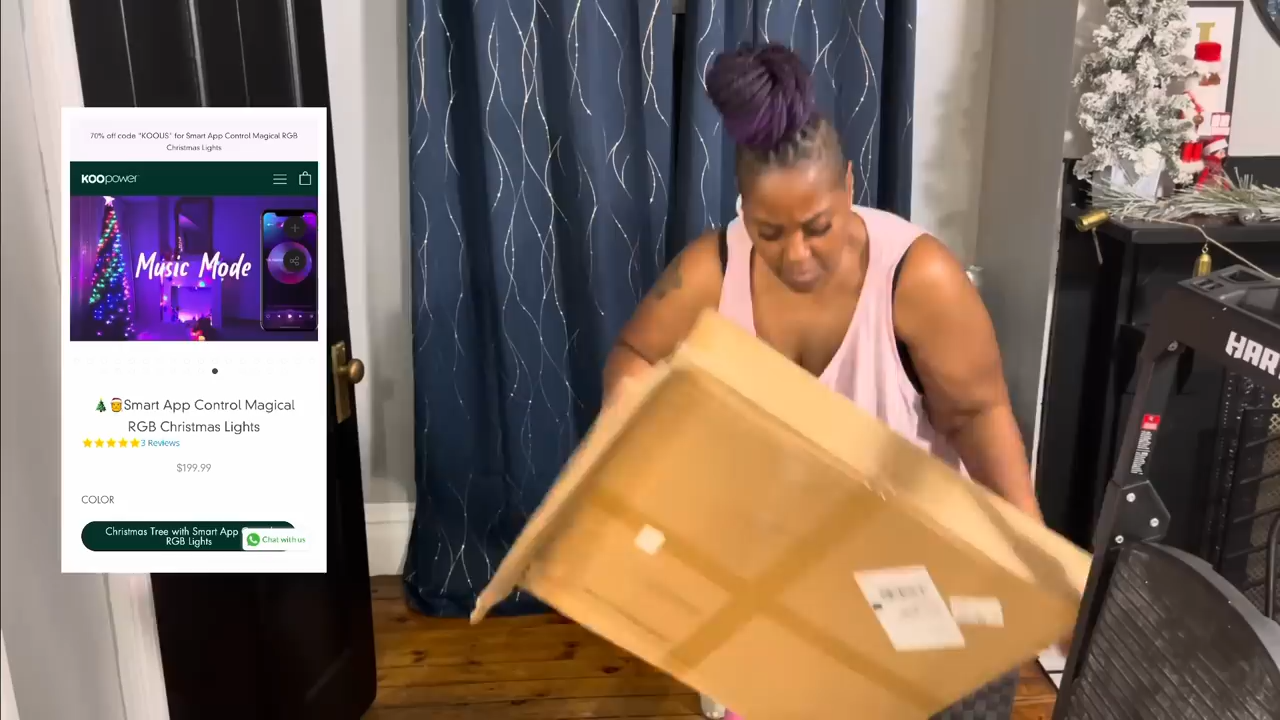 70% off code "KOOUS" for Smart App Control Magical RGB
Christmas Lights
KOOpower
Music Mode
🎄🎅Smart App Control Magical
RGB Christmas Lights
3 Reviews
$199.99
COLOR
Christmas Tree with Smart App
RGB Lights
Chat with us
HAR